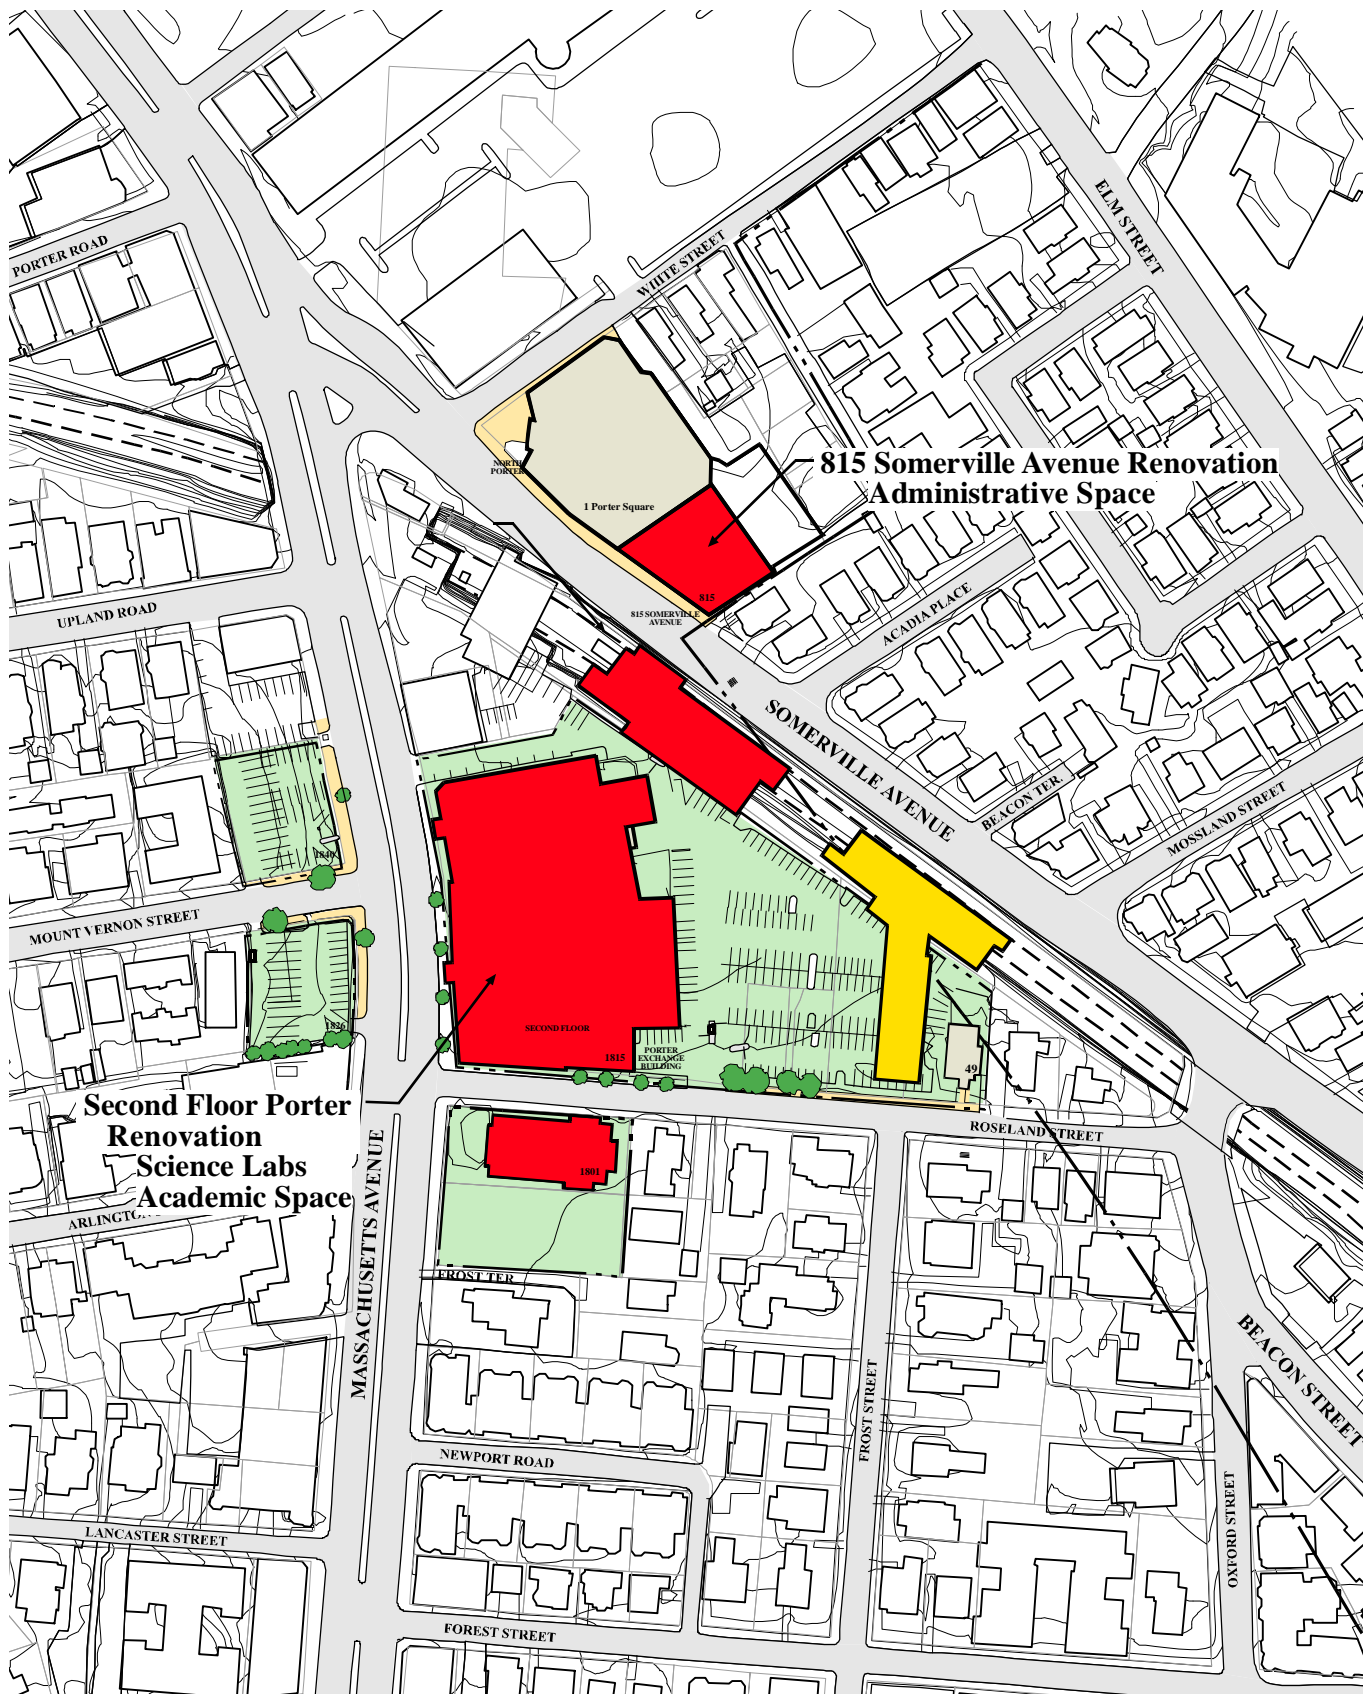 ELM STREET
PORTER ROAD
WHITE STREET
NORTH
PORTER
815 Somerville Avenue Renovation
Administrative Space
1 Porter Square
815
815 SOMERVILLE
AVENUE
ACADIA PLACE
UPLAND ROAD
SOMERVILLE AVENUE
BEACON TER.
MOSSLAND STREET
1840
MOUNT VERNON STREET
1826
SECOND FLOOR
1815
PORTER
EXCHANGE
BUILDING
49
Second Floor Porter
Renovation
Science Labs
Academic Space
ROSELAND STREET
1801
ARLINGTON
MASSACHUSETTS AVENUE
FROST TER
BEACON STREET
FROST STREET
NEWPORT ROAD
OXFORD STREET
LANCASTER STREET
FOREST STREET